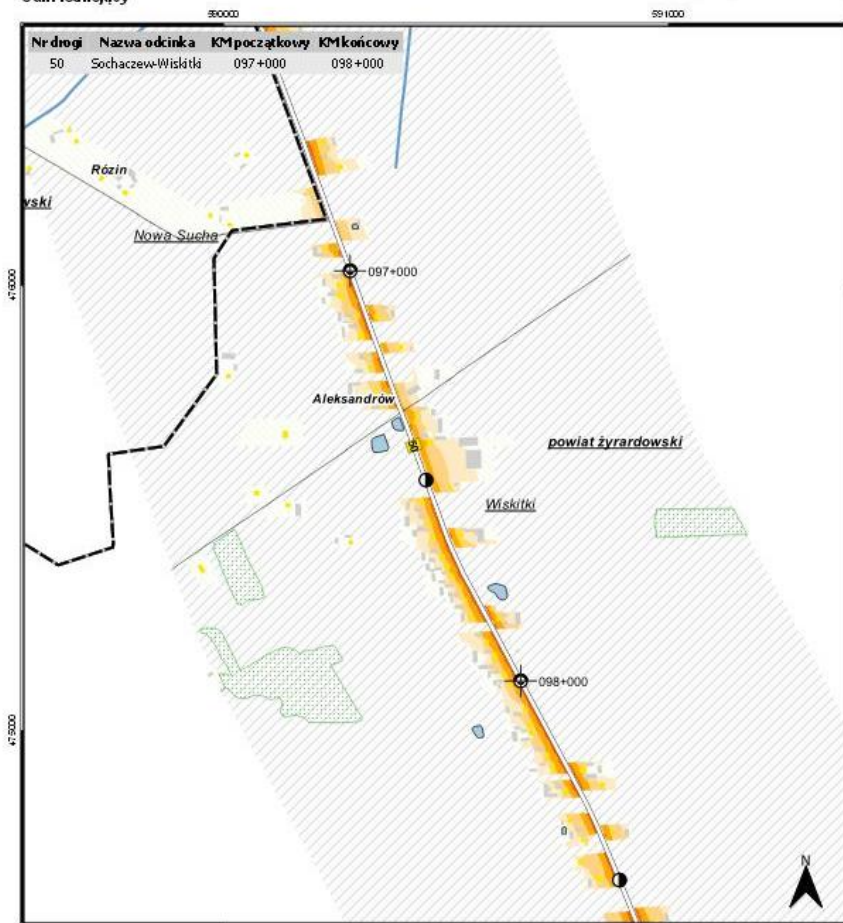 590000
591000
Nr drogi Nazwa odcinka KM początkowy KM końcowy
50 Sochaczew-Wiskitki 097+000 098+000
Rózin
wski
Nowa Sucha
476000
097+000
Aleksandrów
50
powiat żyrardowski
Wiskitki
098+000
475000
N